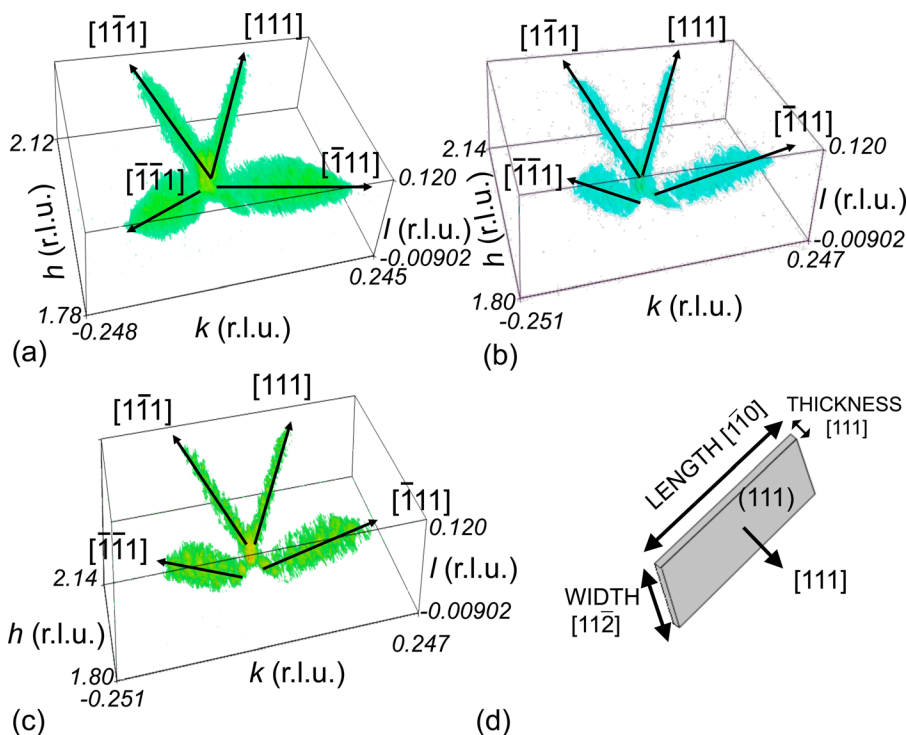 [11̅1]
[111]
[1̅1̅1]
[1̅11]
2.12
0.120
h (r.l.u.)
l (r.l.u.)
-0.00902
1.78
0.245
-0.248
k (r.l.u.)
(a)
[11̅1]
[111]
[1̅11]
[1̅1̅1]
2.14
0.120
h (r.l.u.)
l (r.l.u.)
-0.00902
1.80
0.247
-0.251
k (r.l.u.)
(b)
[11̅1]
[111]
[1̅11]
[1̅1̅1]
0.120
2.14
l (r.l.u.)
-0.00902
h (r.l.u.)
0.247
1.80
k (r.l.u.)
-0.251
(c)
THICKNESS
[111]
LENGTH [11̅0]
(111)
[111]
WIDTH
[112̅]
(d)